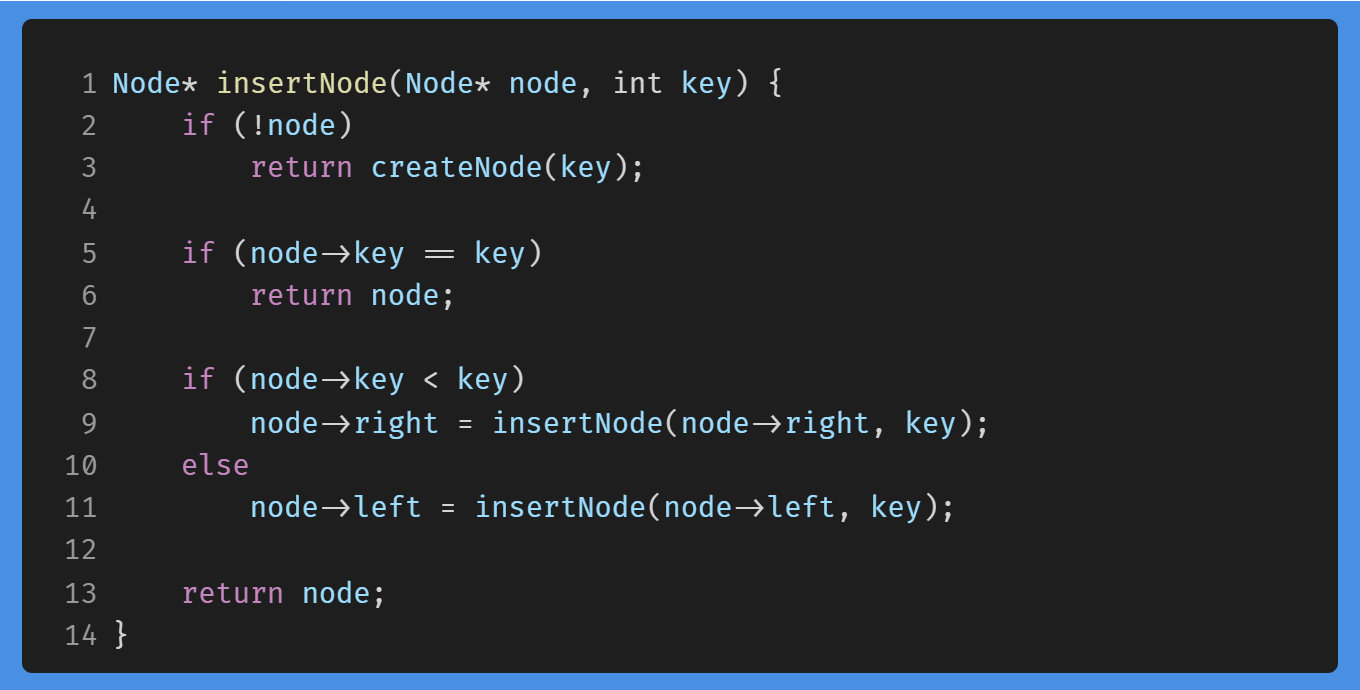 1 Node* insertNode(Node* node, int key) {
2     if (!node)
3         return createNode(key);
4
5     if (node->key == key)
6         return node;
7
8     if (node->key < key)
9         node->right = insertNode(node->right, key);
10     else
11         node->left = insertNode(node->left, key);
12
13     return node;
14 }